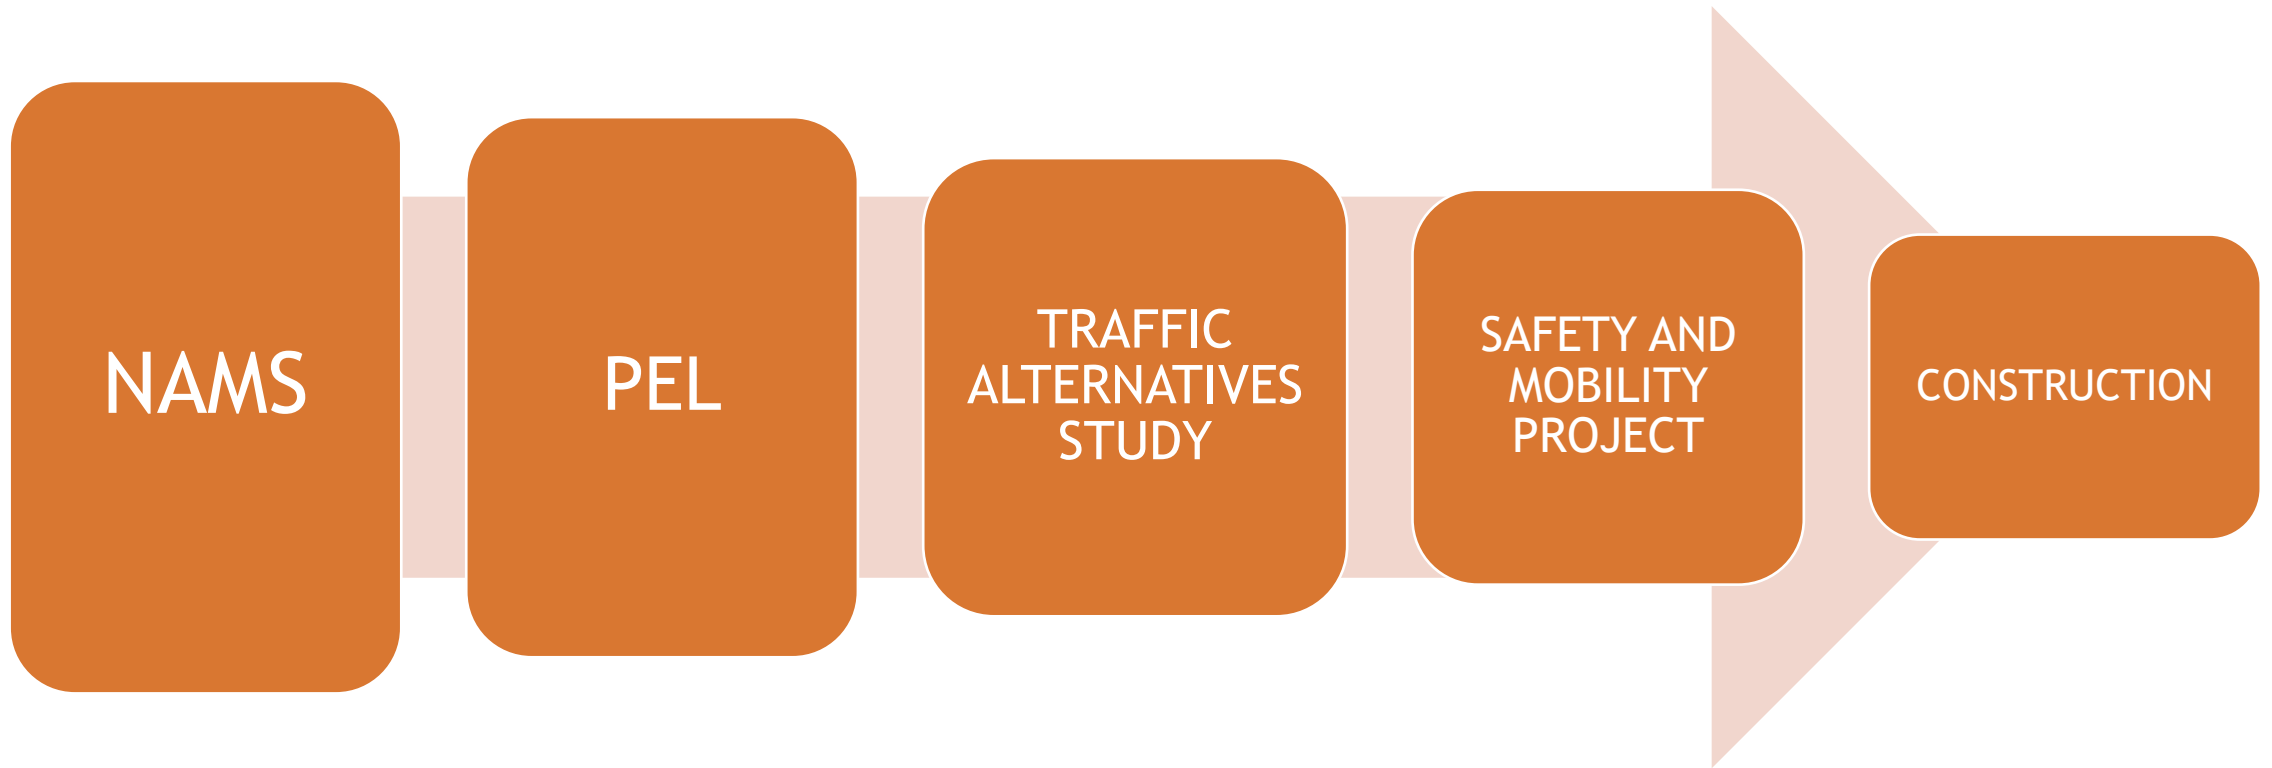 NAMS
PEL
TRAFFIC
ALTERNATIVES
STUDY
SAFETY AND
MOBILITY
PROJECT
CONSTRUCTION